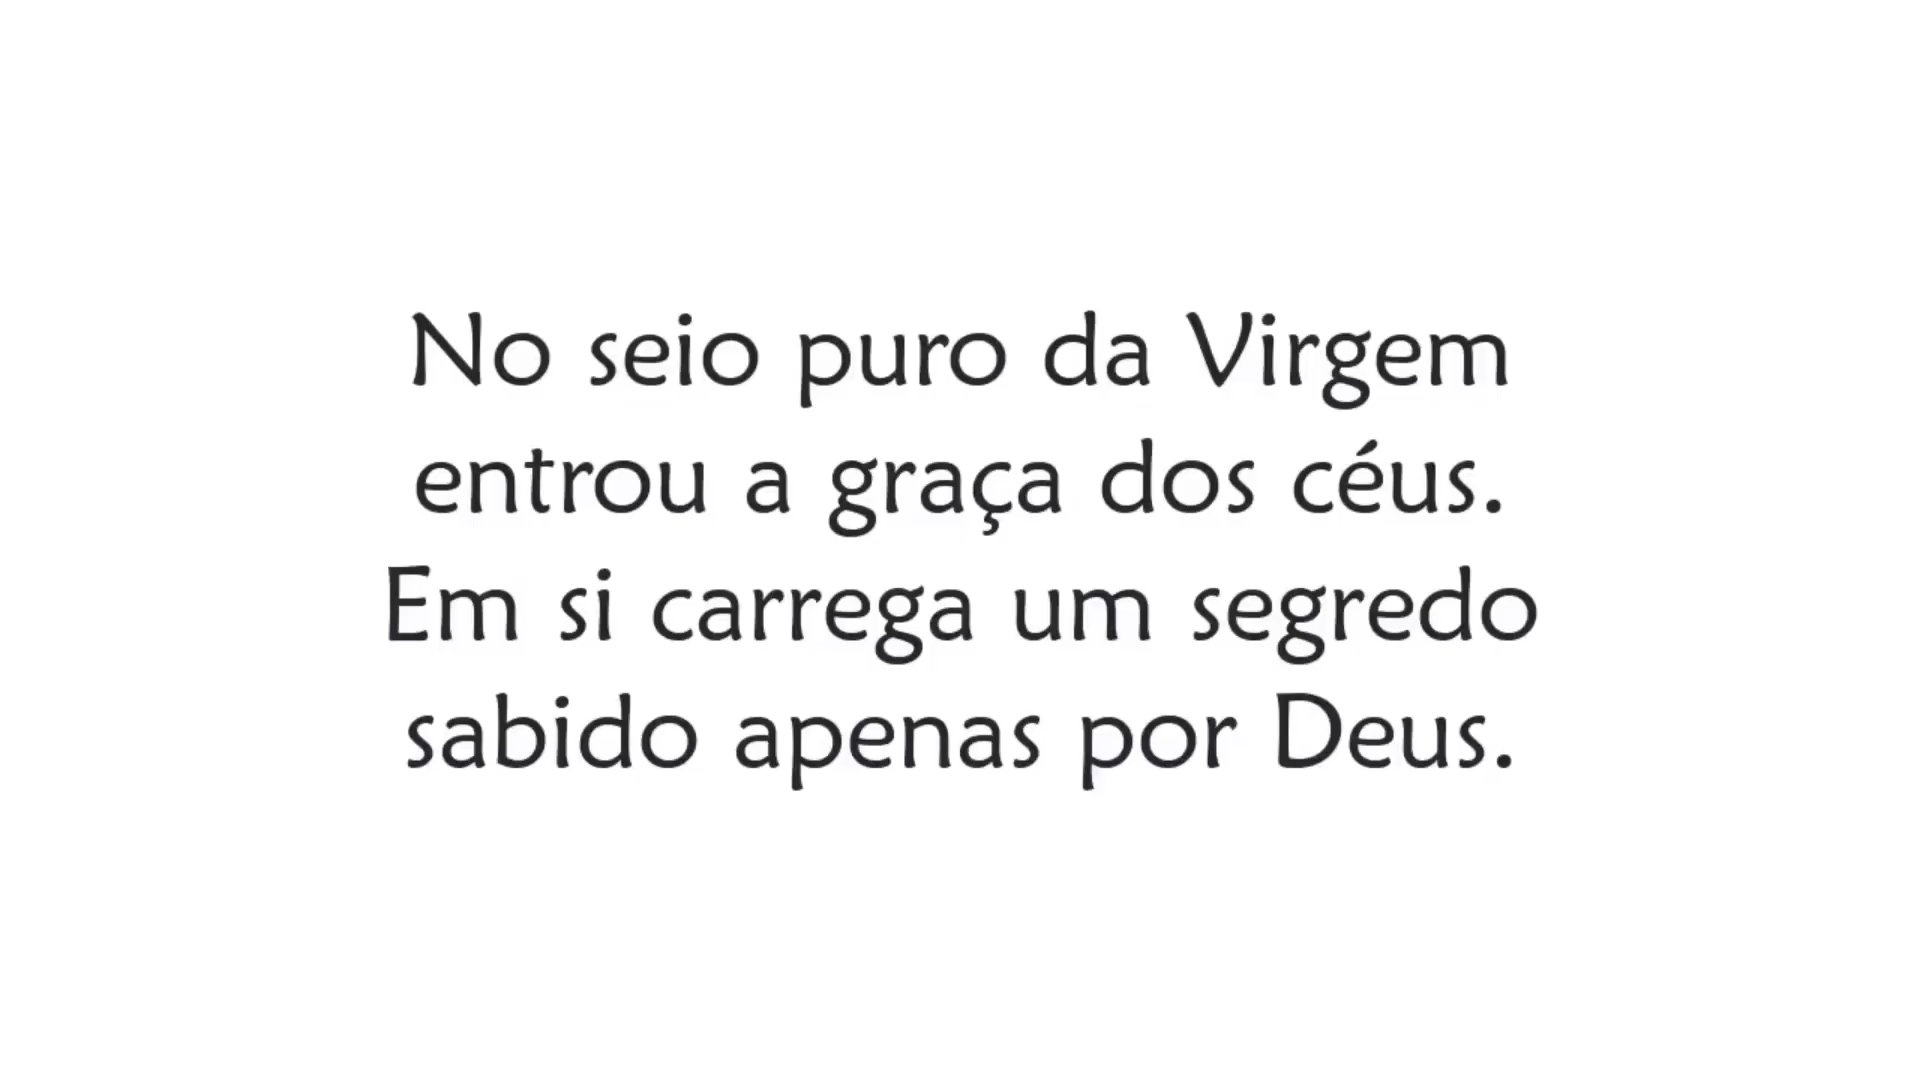 No seio puro da Virgem
entrou a graça dos céus.
Em si carrega um segredo
sabido apenas por Deus.